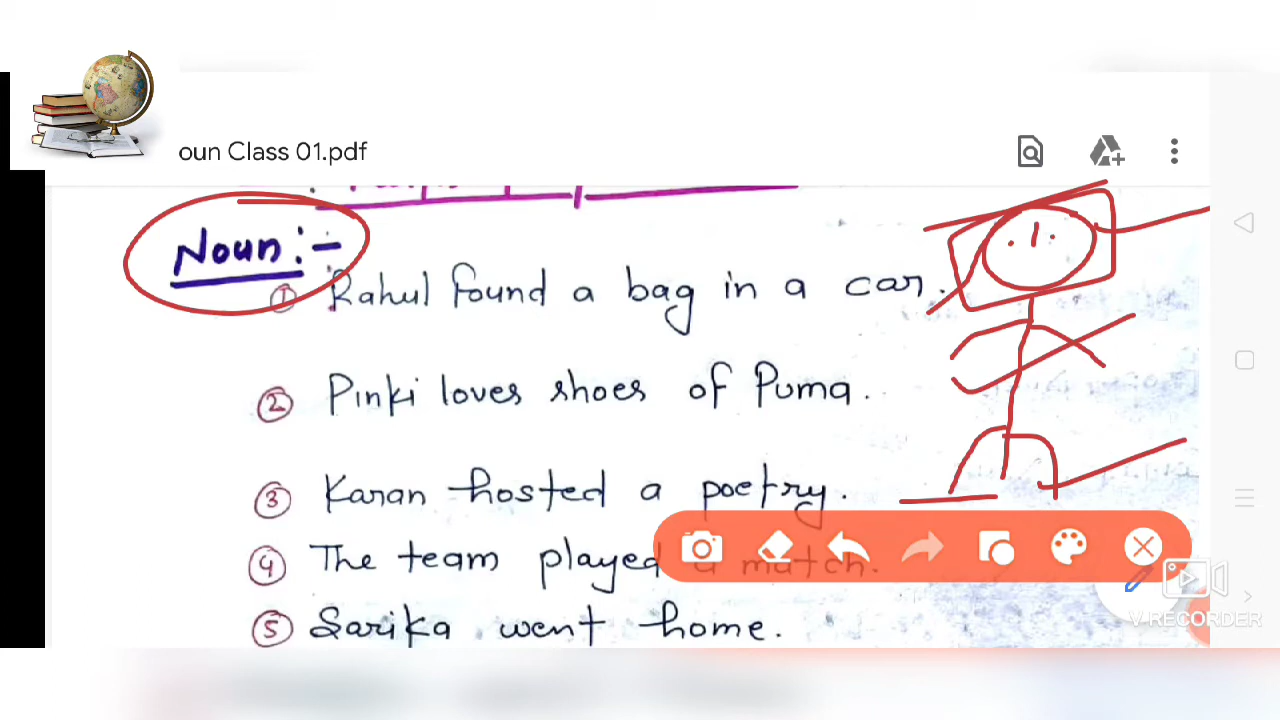 oun Class 01.pdf
Noun :-
① Rahul found a bag in a car.
② Pinki loves shoes of Puma.
③ Karan hosted a poetry.
④ The team played a match.
⑤ Sarika went home.
V RECORDER